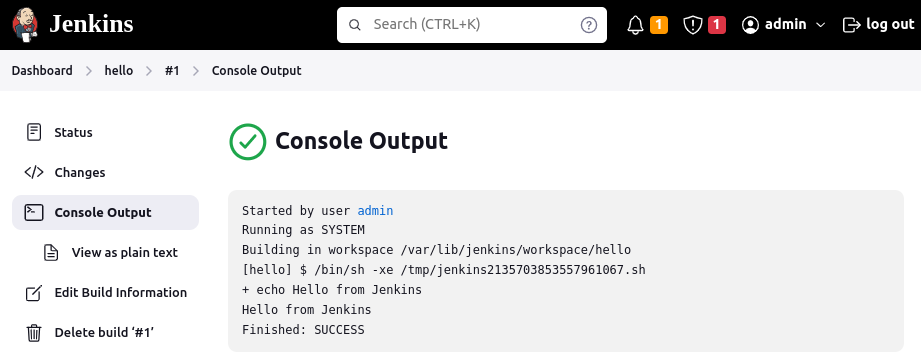 Jenkins
Search (CTRL+K)
1
1
admin
log out
Dashboard
hello
#1
Console Output
Status
Changes
Console Output
View as plain text
Edit Build Information
Delete build ‘#1’
Console Output
Started by user admin
Running as SYSTEM
Building in workspace /var/lib/jenkins/workspace/hello
[hello] $ /bin/sh -xe /tmp/jenkins2135703853557961067.sh
+ echo Hello from Jenkins
Hello from Jenkins
Finished: SUCCESS